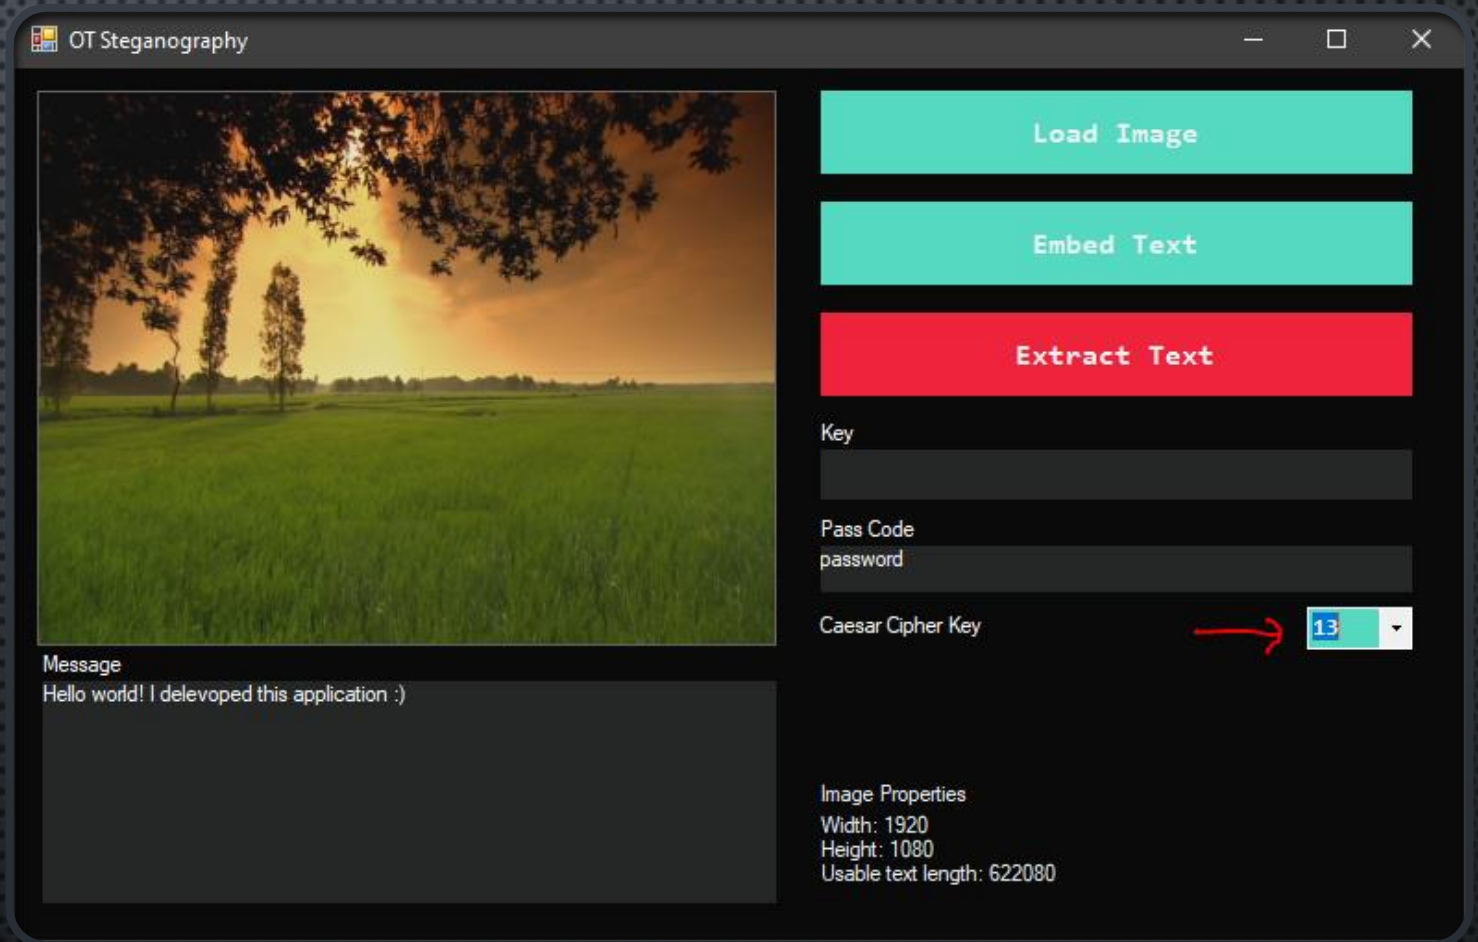 OT Steganography
Load Image
Embed Text
Extract Text
Key
Pass Code
password
Caesar Cipher Key
13
Message
Hello world! I delevoped this application :)
Image Properties
Width: 1920
Height: 1080
Usable text length: 622080